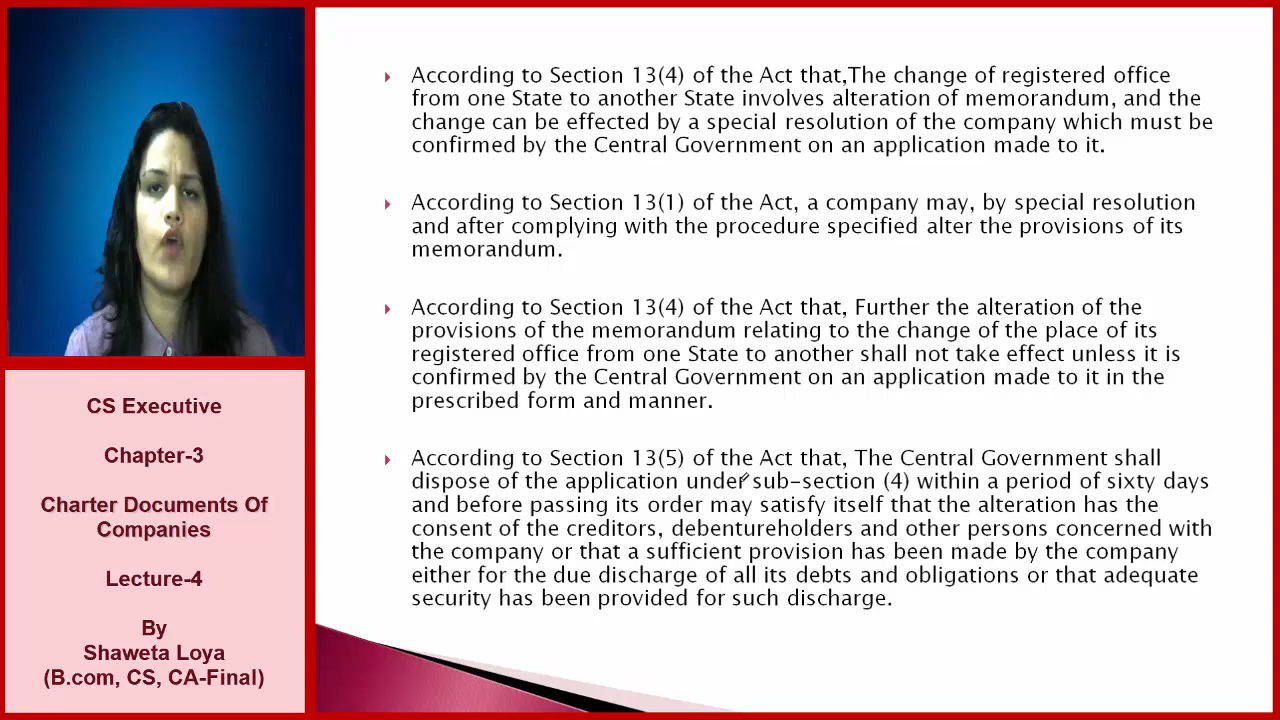 According to Section 13(4) of the Act that,The change of registered office
from one State to another State involves alteration of memorandum, and the
change can be effected by a special resolution of the company which must be
confirmed by the Central Government on an application made to it.
According to Section 13(1) of the Act, a company may, by special resolution
and after complying with the procedure specified alter the provisions of its
memorandum.
According to Section 13(4) of the Act that, Further the alteration of the
provisions of the memorandum relating to the change of the place of its
registered office from one State to another shall not take effect unless it is
confirmed by the Central Government on an application made to it in the
prescribed form and manner.
According to Section 13(5) of the Act that, The Central Government shall
dispose of the application under sub-section (4) within a period of sixty days
and before passing its order may satisfy itself that the alteration has the
consent of the creditors, debentureholders and other persons concerned with
the company or that a sufficient provision has been made by the company
either for the due discharge of all its debts and obligations or that adequate
security has been provided for such discharge.
CS Executive
Chapter-3
Charter Documents Of
Companies
Lecture-4
By
Shaweta Loya
(B.com, CS, CA-Final)